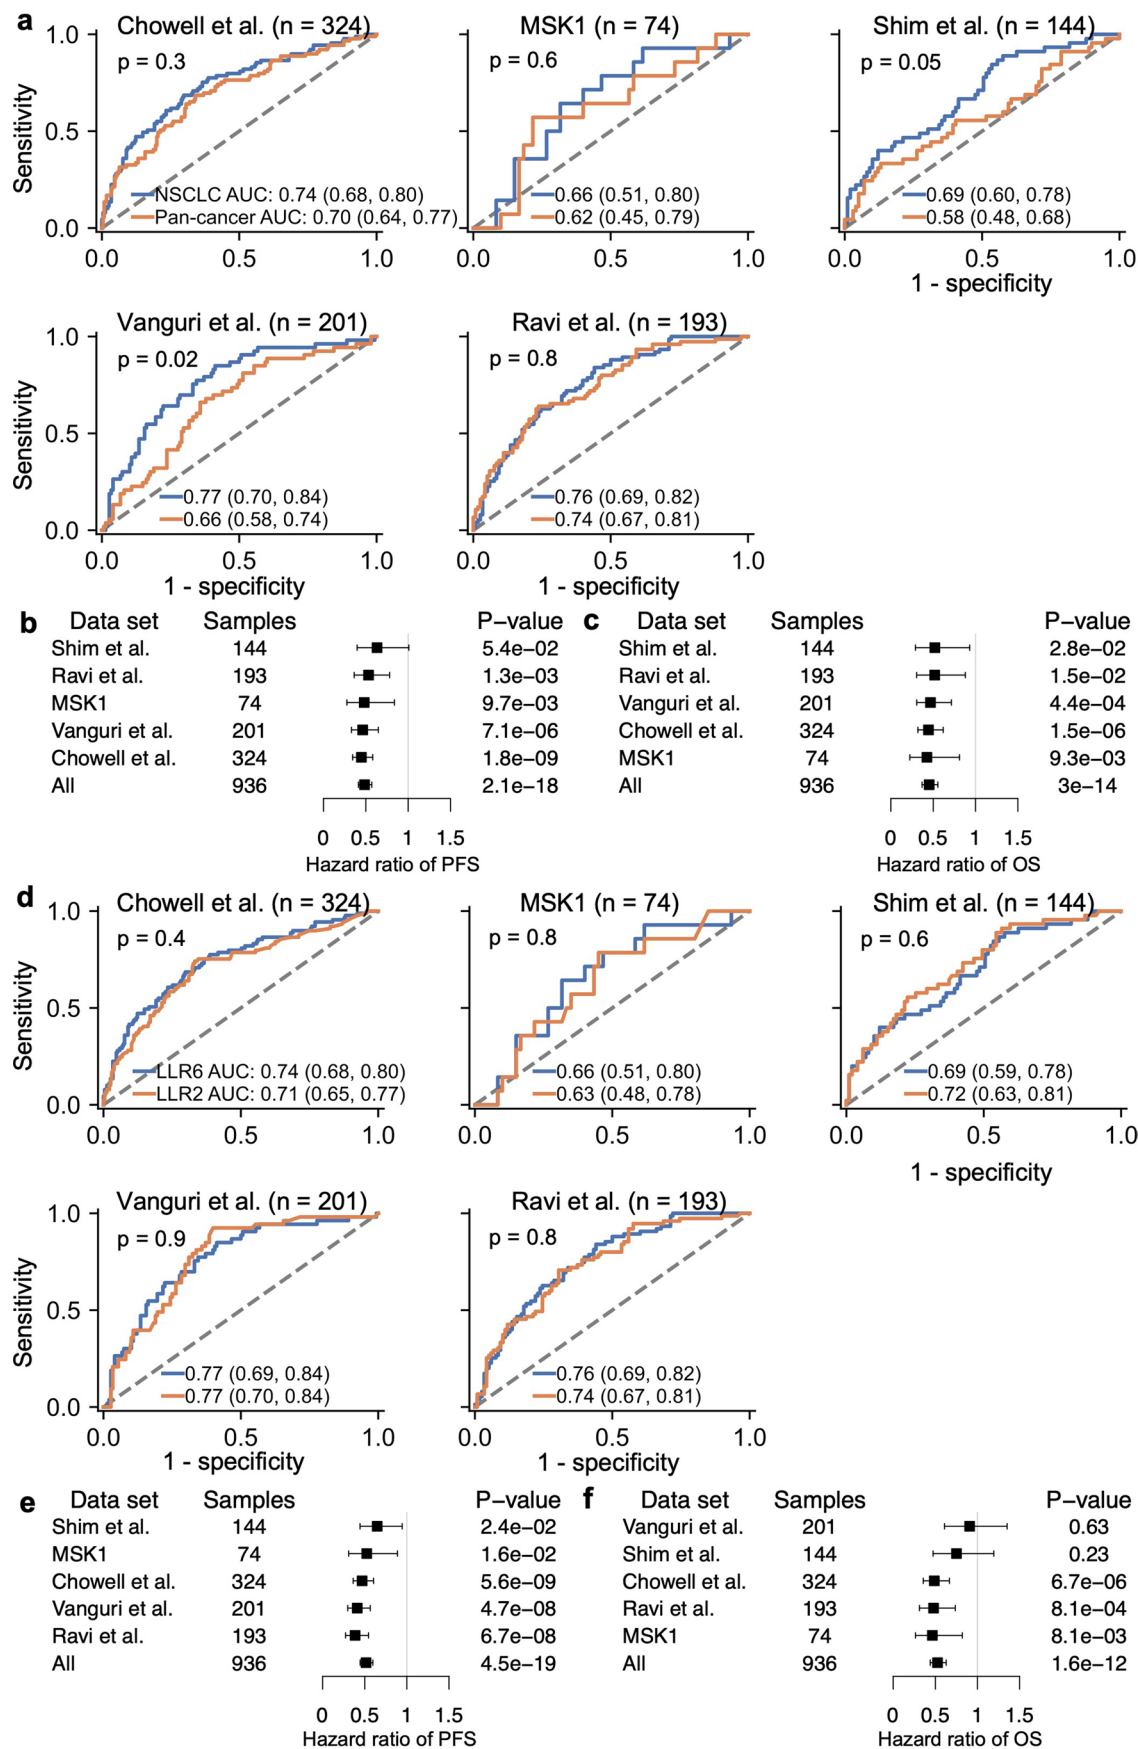 a
Chowell et al. (n = 324)
p = 0.3
Sensitivity
1.0
0.5
0.0
NSCLC AUC: 0.74 (0.68, 0.80)
Pan-cancer AUC: 0.70 (0.64, 0.77)
0.0 0.5 1.0
MSK1 (n = 74)
p = 0.6
0.66 (0.51, 0.80)
0.62 (0.45, 0.79)
0.0 0.5 1.0
Shim et al. (n = 144)
p = 0.05
0.69 (0.60, 0.78)
0.58 (0.48, 0.68)
0.0 0.5 1.0
1 - specificity
Vanguri et al. (n = 201)
p = 0.02
Sensitivity
1.0
0.5
0.0
0.77 (0.70, 0.84)
0.66 (0.58, 0.74)
0.0 0.5 1.0
1 - specificity
Ravi et al. (n = 193)
p = 0.8
0.76 (0.69, 0.82)
0.74 (0.67, 0.81)
0.0 0.5 1.0
1 - specificity
b Data set Samples P−value
Shim et al. 144 5.4e−02
Ravi et al. 193 1.3e−03
MSK1 74 9.7e−03
Vanguri et al. 201 7.1e−06
Chowell et al. 324 1.8e−09
All 936 2.1e−18
0 0.5 1 1.5
Hazard ratio of PFS
c Data set Samples P−value
Shim et al. 144 2.8e−02
Ravi et al. 193 1.5e−02
Vanguri et al. 201 4.4e−04
Chowell et al. 324 1.5e−06
MSK1 74 9.3e−03
All 936 3e−14
0 0.5 1 1.5
Hazard ratio of OS
d
Chowell et al. (n = 324)
p = 0.4
Sensitivity
1.0
0.5
0.0
LLR6 AUC: 0.74 (0.68, 0.80)
LLR2 AUC: 0.71 (0.65, 0.77)
0.0 0.5 1.0
MSK1 (n = 74)
p = 0.8
0.66 (0.51, 0.80)
0.63 (0.48, 0.78)
0.0 0.5 1.0
Shim et al. (n = 144)
p = 0.6
0.69 (0.59, 0.78)
0.72 (0.63, 0.81)
0.0 0.5 1.0
1 - specificity
Vanguri et al. (n = 201)
p = 0.9
Sensitivity
1.0
0.5
0.0
0.77 (0.69, 0.84)
0.77 (0.70, 0.84)
0.0 0.5 1.0
1 - specificity
Ravi et al. (n = 193)
p = 0.8
0.76 (0.69, 0.82)
0.74 (0.67, 0.81)
0.0 0.5 1.0
1 - specificity
e Data set Samples P−value
Shim et al. 144 2.4e−02
MSK1 74 1.6e−02
Chowell et al. 324 5.6e−09
Vanguri et al. 201 4.7e−08
Ravi et al. 193 6.7e−08
All 936 4.5e−19
0 0.5 1 1.5
Hazard ratio of PFS
f Data set Samples P−value
Vanguri et al. 201 0.63
Shim et al. 144 0.23
Chowell et al. 324 6.7e−06
Ravi et al. 193 8.1e−04
MSK1 74 8.1e−03
All 936 1.6e−12
0 0.5 1 1.5
Hazard ratio of OS